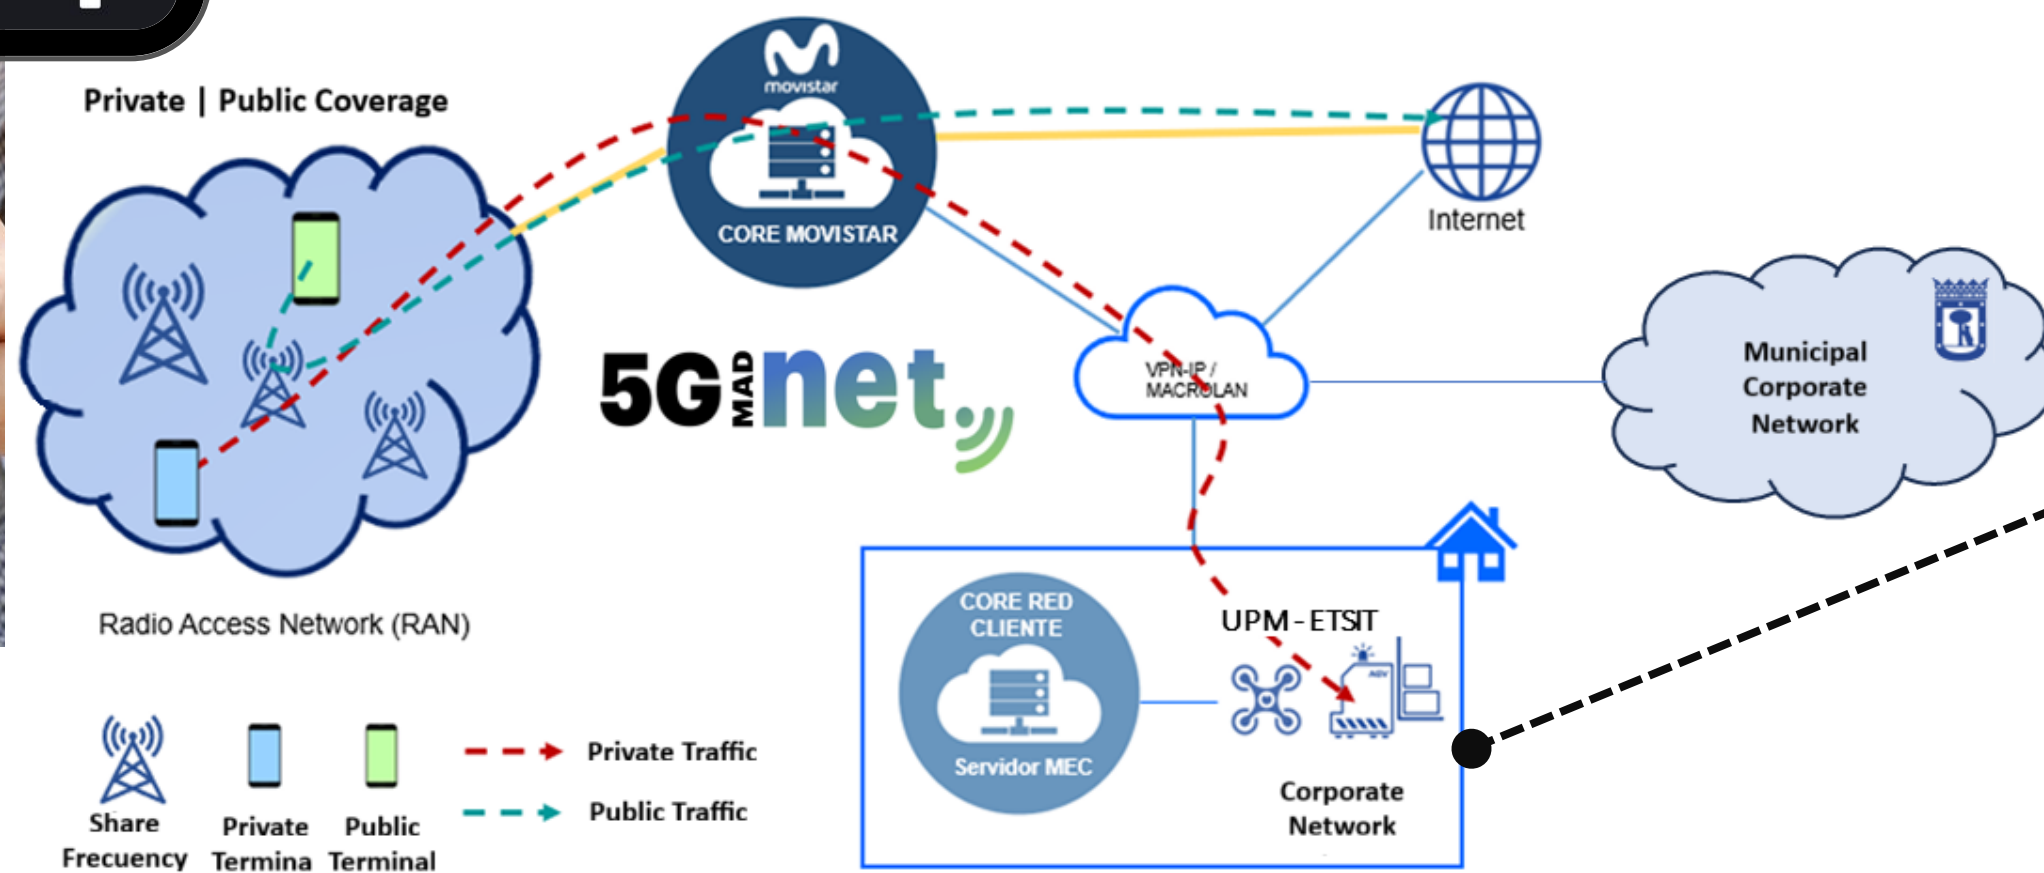 Private | Public Coverage
movistar
CORE MOVISTAR
Internet
5G MAD net
VPN-IP /
MACROLAN
Municipal
Corporate
Network
Radio Access Network (RAN)
CORE RED
CLIENTE
Servidor MEC
UPM - ETSIT
AGV
Corporate
Network
Share
Frecuency
Private
Termina
Public
Terminal
Private Traffic
Public Traffic